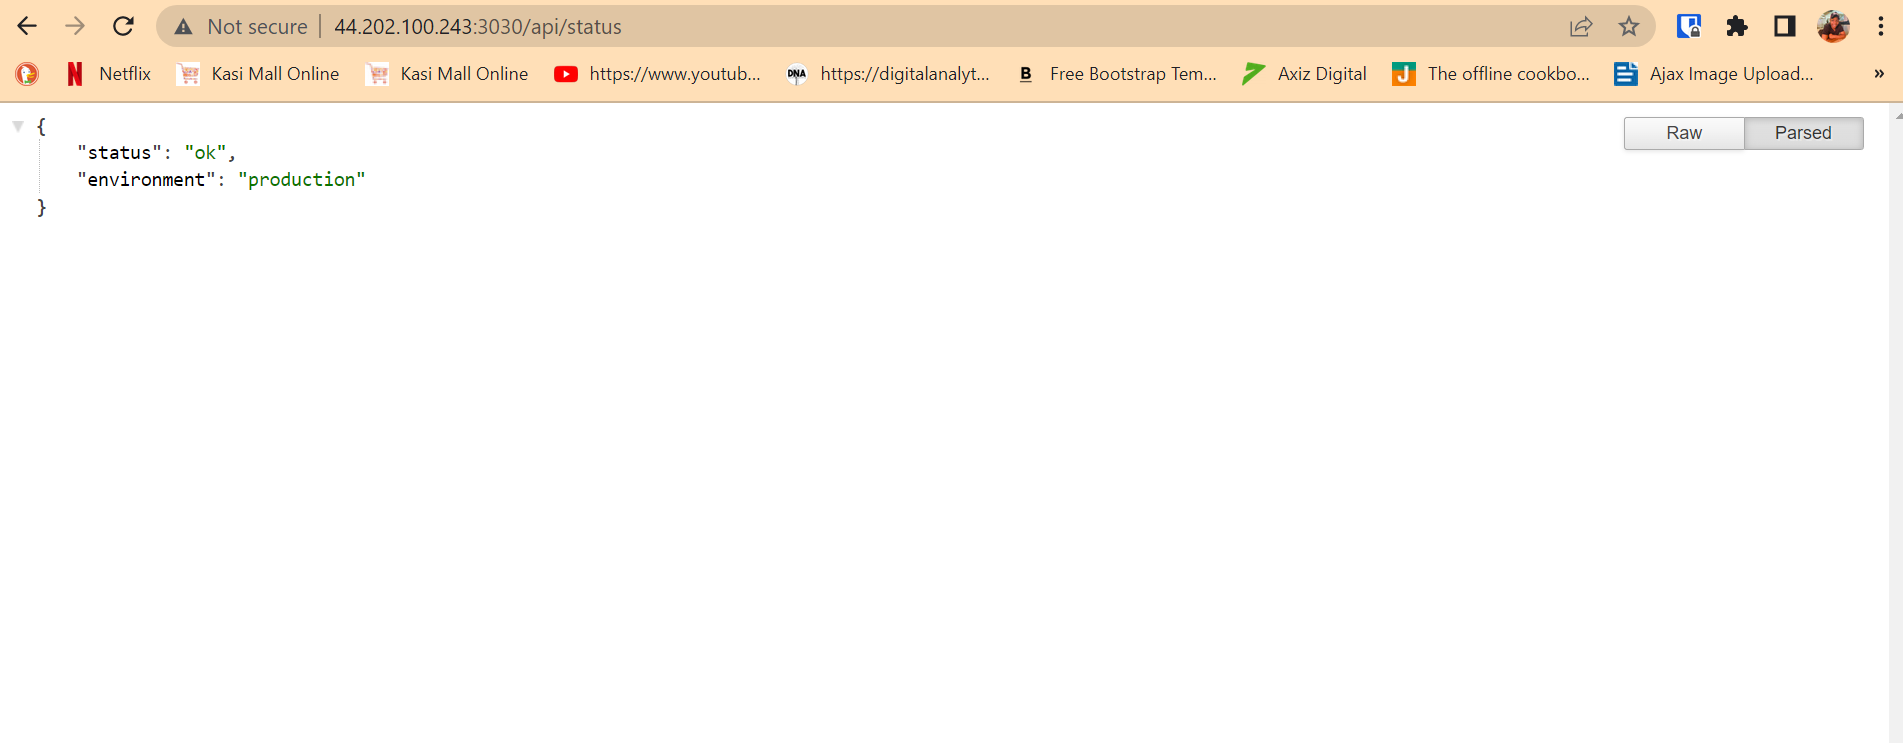 Not secure | 44.202.100.243:3030/api/status
DNA B J
Netflix Kasi Mall Online Kasi Mall Online https://www.youtub... https://digitalanalyt... Free Bootstrap Tem... Axiz Digital The offline cookbo... Ajax Image Upload... »
Raw Parsed
{
"status": "ok",
"environment": "production"
}